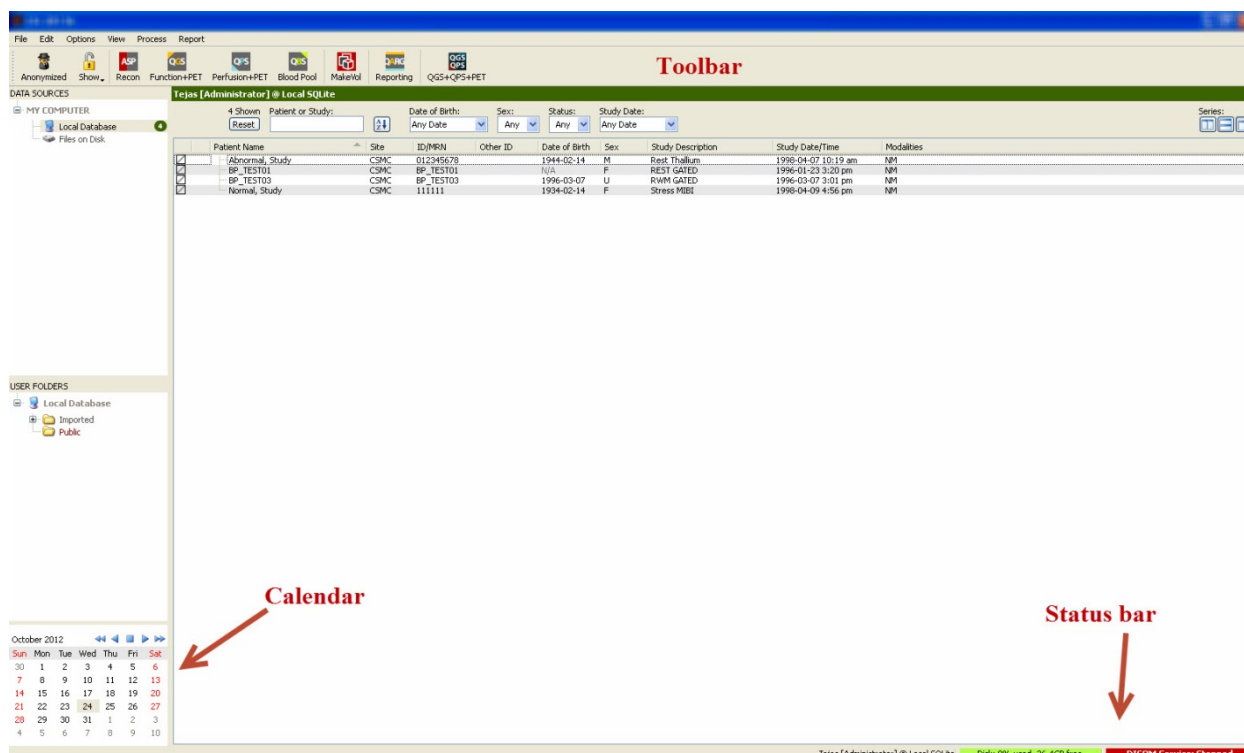 File Edit Options View Process Report
ASP QGS QPS QBS DARG QGS QPS
Anonymized Show Recon Function+PET Perfusion+PET Blood Pool MakeVol Reporting QGS+QPS+PET
Toolbar
DATA SOURCES
Tejas [Administrator] @ Local SQLite
MY COMPUTER
Local Database 4
Files on Disk
4 Shown Patient or Study: Date of Birth: Sex: Status: Study Date: Series:
Reset Any Date Any Any Any Date
Patient Name Site ID/MRN Other ID Date of Birth Sex Study Description Study Date/Time Modalities
Abnormal, Study CSMC 012345678 1944-02-14 M Rest Thallium 1998-04-07 10:19 am NM
BP_TEST01 CSMC BP_TEST01 N/A F REST GATED 1996-01-23 3:20 pm NM
BP_TEST03 CSMC BP_TEST03 1996-03-07 U RWM GATED 1996-03-07 3:01 pm NM
Normal, Study CSMC 111111 1934-02-14 F Stress MIBI 1998-04-09 4:56 pm NM
USER FOLDERS
Local Database
Imported
Public
Calendar
Status bar
October 2012
Sun Mon Tue Wed Thu Fri Sat
30 1 2 3 4 5 6
7 8 9 10 11 12 13
14 15 16 17 18 19 20
21 22 23 24 25 26 27
28 29 30 31 1 2 3
4 5 6 7 8 9 10
Tejas [Administrator] @ Local SQLite